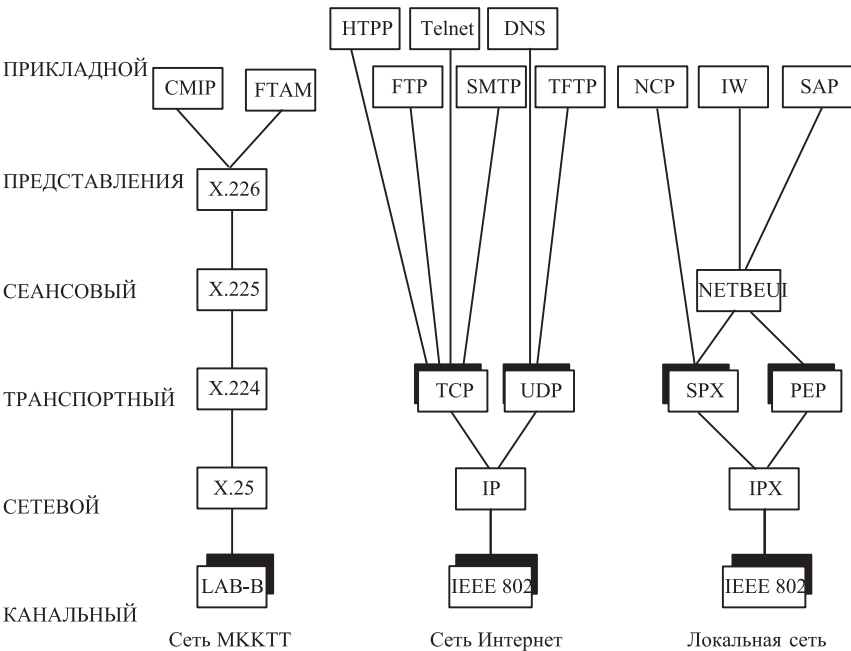 HTPP Telnet DNS
ПРИКЛАДНОЙ
CMIP FTAM FTP SMTP TFTP NCP IW SAP
ПРЕДСТАВЛЕНИЯ X.226
СЕАНСОВЫЙ X.225 NETBEUI
ТРАНСПОРТНЫЙ X.224 TCP UDP SPX PEP
СЕТЕВОЙ X.25 IP IPX
LAB-B IEEE 802 IEEE 802
КАНАЛЬНЫЙ
Сеть МККТТ Сеть Интернет Локальная сеть